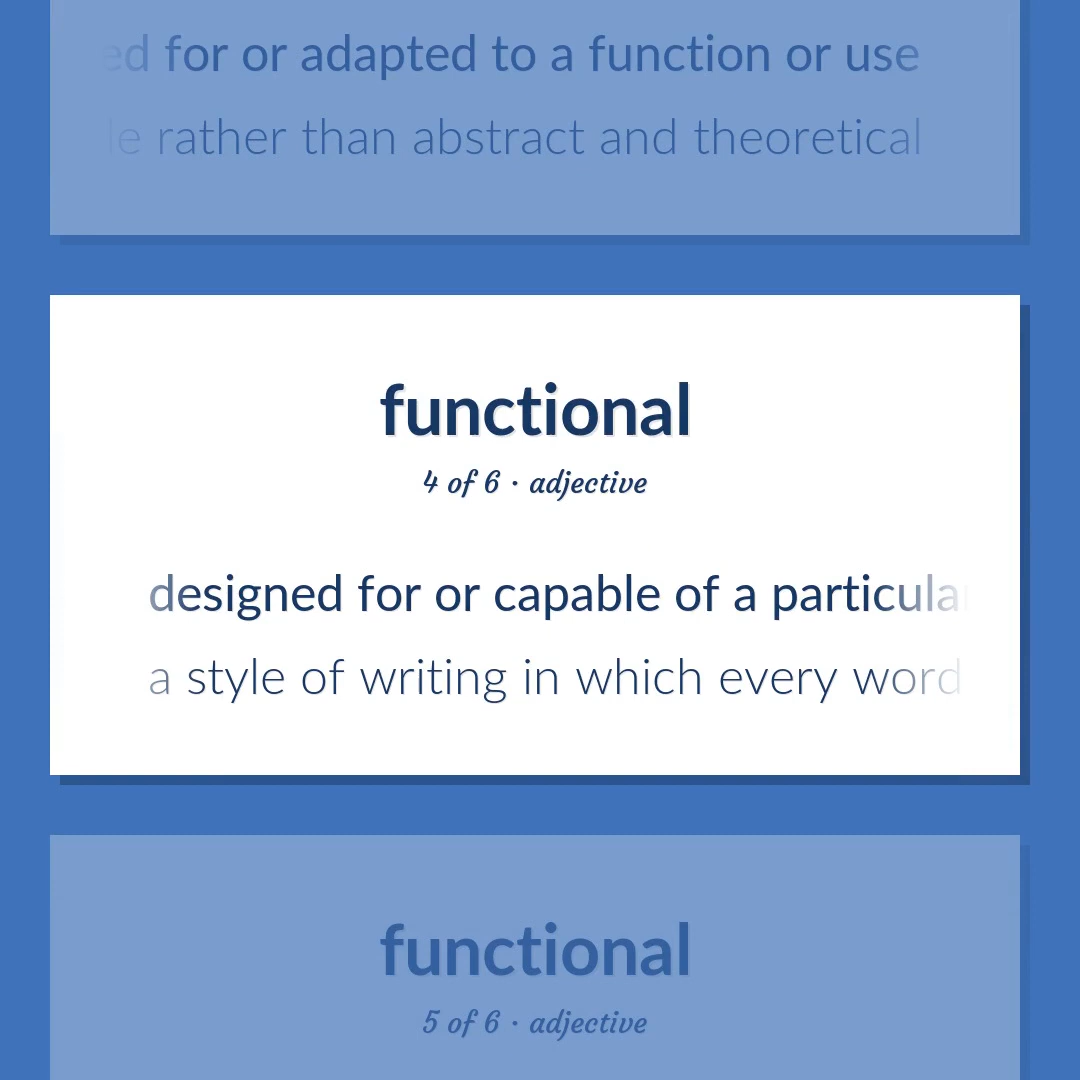 for or adapted to a function or use
rather than abstract and theoretical
functional
4 of 6 · adjective
designed for or capable of a particular
a style of writing in which every word
functional
5 of 6 · adjective